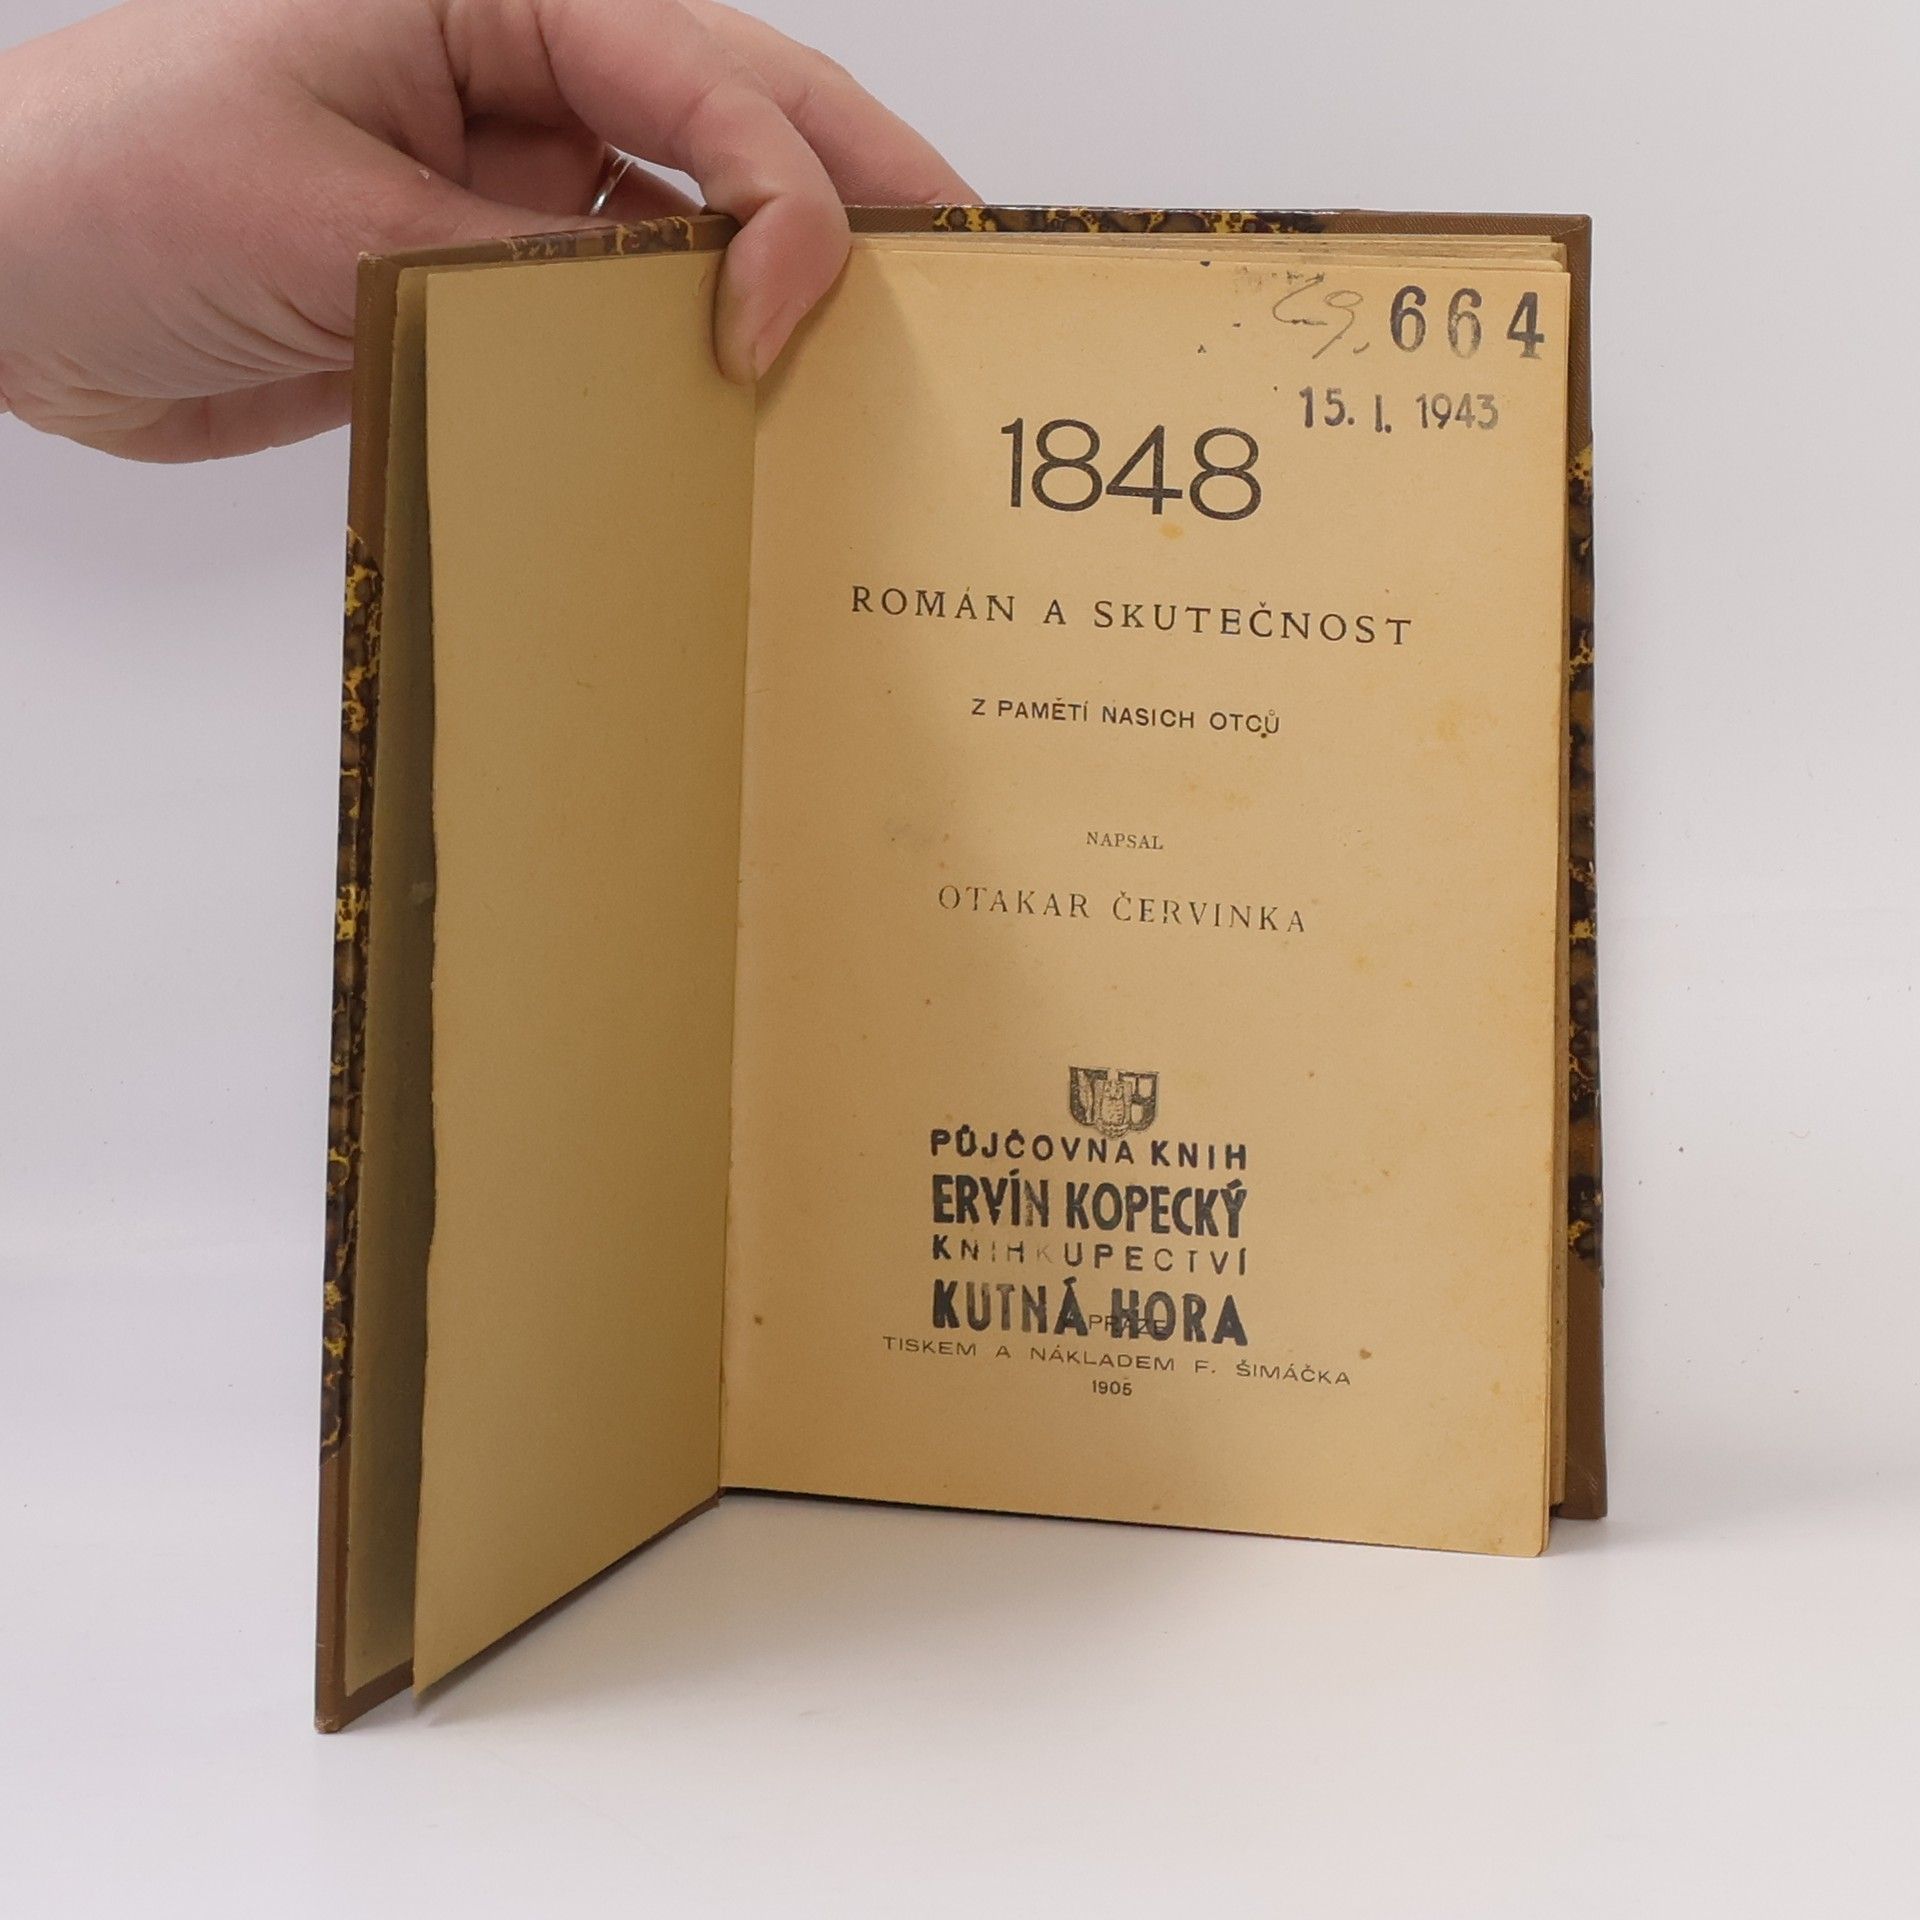 664
15. I. 1943
1848
ROMÁN A SKUTEČNOST
Z PAMĚTÍ NASICH OTCŮ
NAPSAL
OTAKAR ČERVINKA
PŮJČOVNA KNIH
ERVÍN KOPECKÝ
KNIHKUPECTVÍ
KUTNÁ HORA
PRAZE
TISKEM A NÁKLADEM F. ŠIMÁČKA
1905